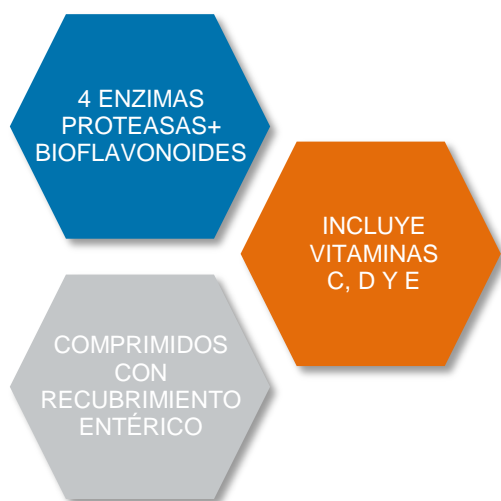 4 ENZIMAS
PROTEASAS+
BIOFLAVONOIDES
INCLUYE
VITAMINAS
C, D Y E
COMPRIMIDOS
CON
RECUBRIMIENTO
ENTÉRICO